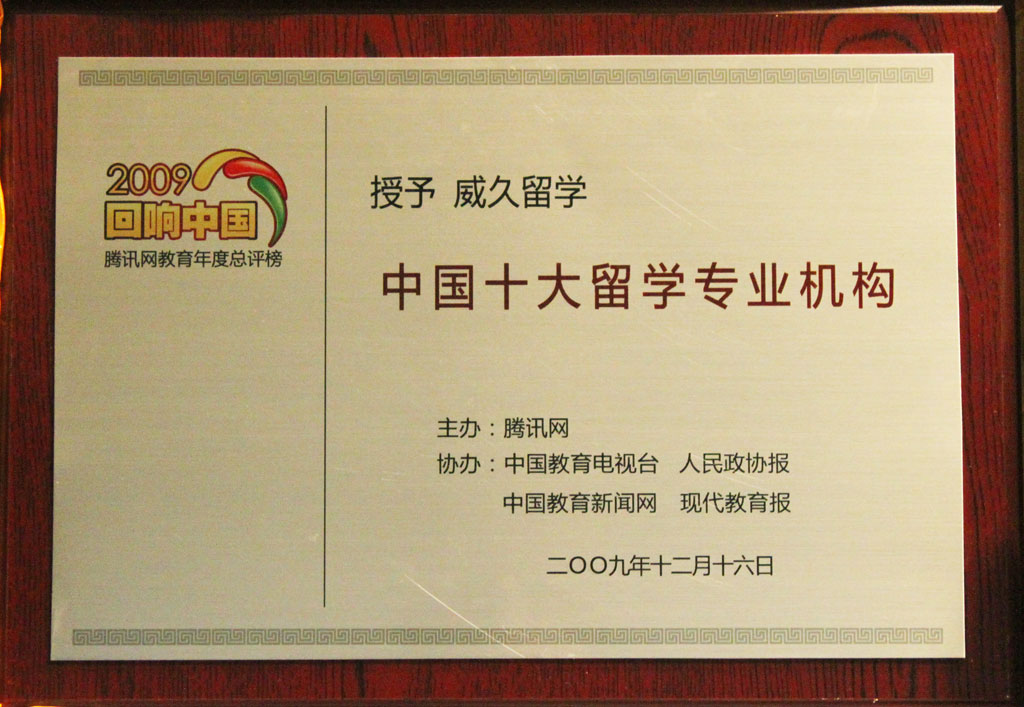 2009
回响中国
腾讯网教育年度总评榜
授予 威久留学
中国十大留学专业机构
主办：腾讯网
协办：中国教育电视台 人民政协报
中国教育新闻网 现代教育报
二〇〇九年十二月十六日